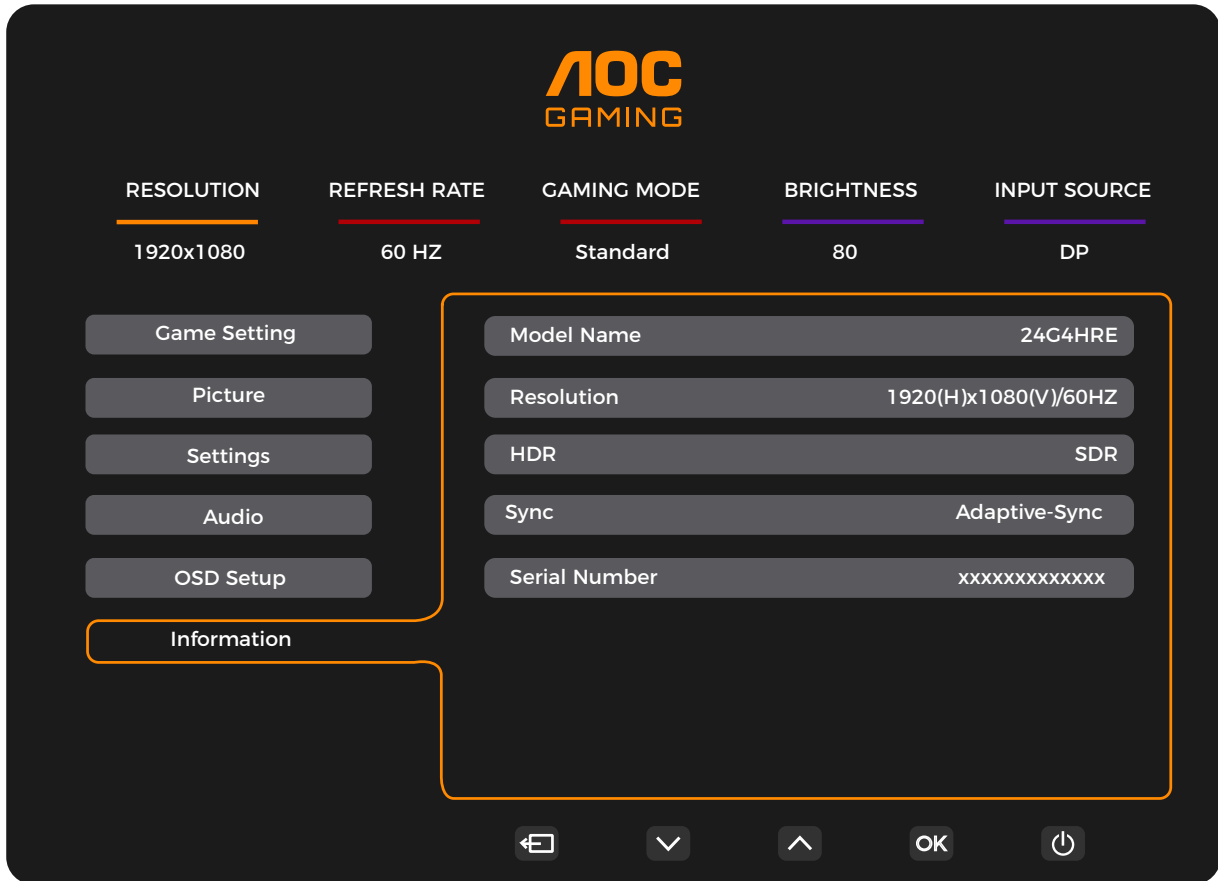 AOC
GAMING
RESOLUTION REFRESH RATE GAMING MODE BRIGHTNESS INPUT SOURCE
1920x1080 60 HZ Standard 80 DP
Game Setting
Picture
Settings
Audio
OSD Setup
Information
Model Name 24G4HRE
Resolution 1920(H)x1080(V)/60HZ
HDR SDR
Sync Adaptive-Sync
Serial Number xxxxxxxxxxxxx
OK